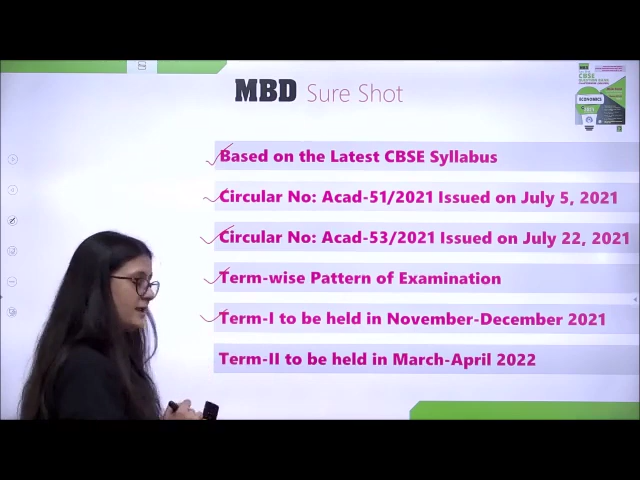 MBD Sure Shot
CBSE
ECONOMICS
Based on the Latest CBSE Syllabus
Circular No: Acad-51/2021 Issued on July 5, 2021
Circular No: Acad-53/2021 Issued on July 22, 2021
Term-wise Pattern of Examination
Term-I to be held in November-December 2021
Term-II to be held in March-April 2022